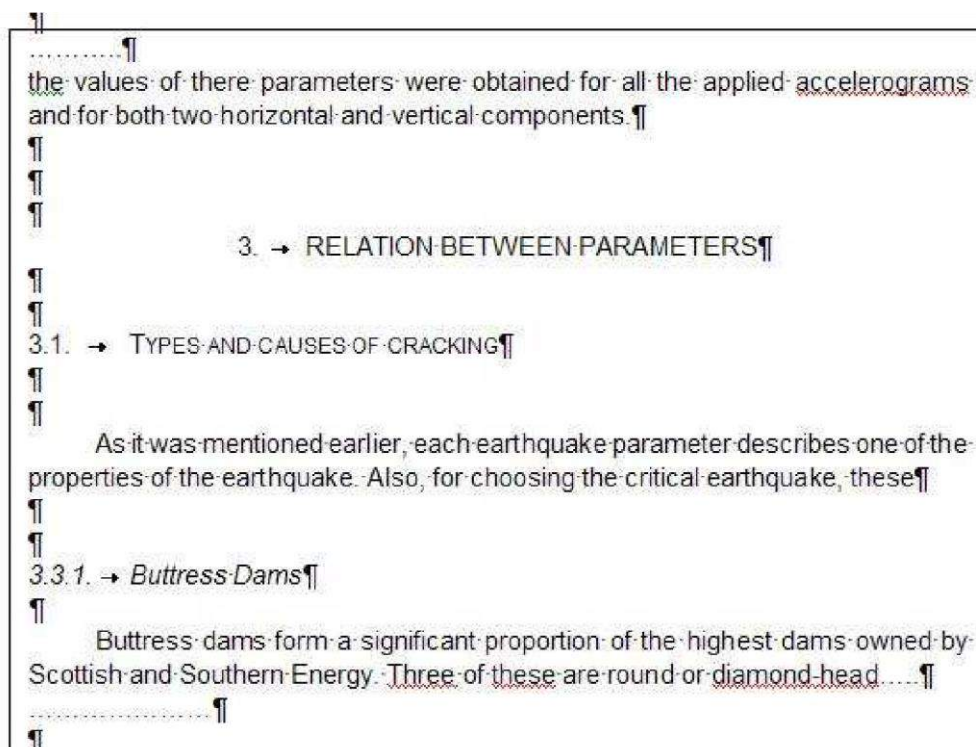 ¶
...........¶
the values of there parameters were obtained for all the applied accelerograms
and for both two horizontal and vertical components.¶
¶
¶
¶
3. → RELATION BETWEEN PARAMETERS¶
¶
¶
3.1. → TYPES AND CAUSES OF CRACKING¶
¶
¶
As it was mentioned earlier, each earthquake parameter describes one of the
properties of the earthquake. Also, for choosing the critical earthquake, these¶
¶
¶
3.3.1. → Buttress Dams¶
¶
Buttress dams form a significant proportion of the highest dams owned by
Scottish and Southern Energy. Three of these are round or diamond-head.....¶
.....................¶
¶